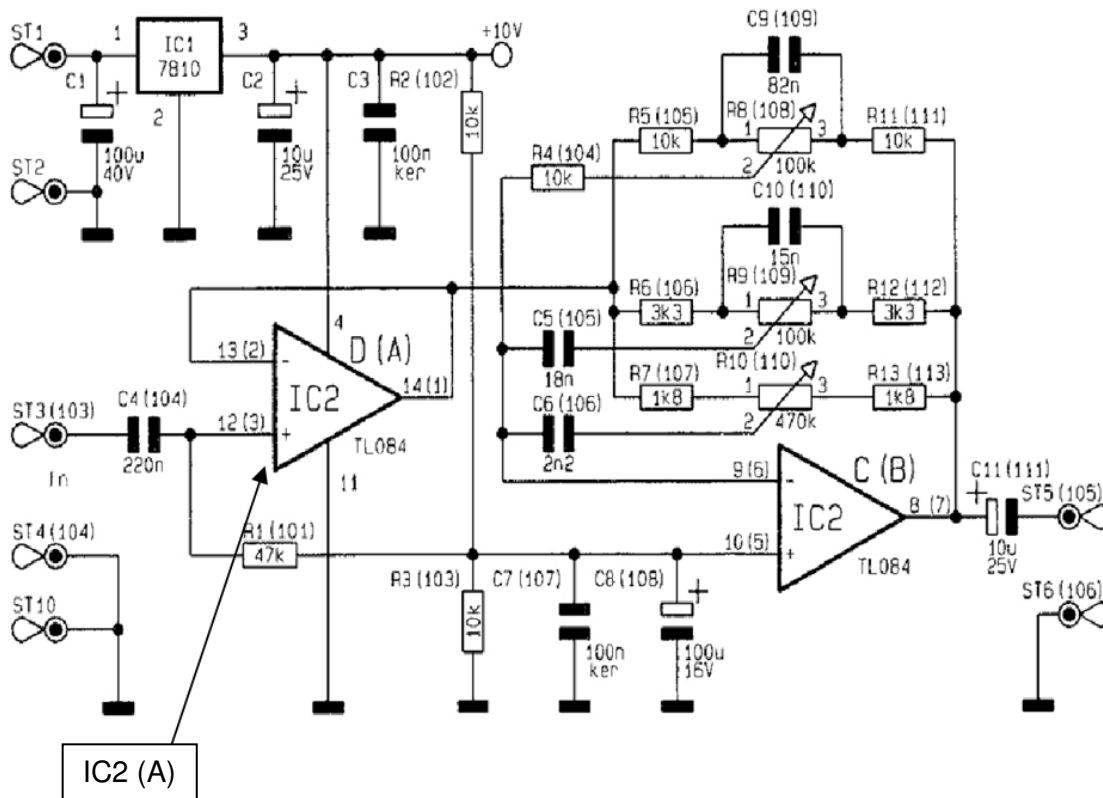 ST1
1
IC1
7810
3
+10V
C1
+
2
100u
40V
ST2
C2
+
10u
25V
C3
100n
ker
R2 (102)
10k
C9 (109)
82n
R5 (105)
10k
R8 (108)
1
3
2
100k
R11 (111)
10k
R4 (104)
10k
C10 (110)
15n
R6 (106)
3k3
R9 (109)
1
3
2
100k
R12 (112)
3k3
C5 (105)
18n
R7 (107)
1k8
R10 (110)
1
3
2
470k
R13 (113)
1k8
C6 (106)
2n2
4
13 (2)
-
D (A)
IC2
14 (1)
12 (3)
+
TL084
11
ST3 (103)
In
C4 (104)
220n
ST4 (104)
ST10
R1 (101)
47k
R3 (103)
10k
C7 (107)
100n
ker
C8 (108)
+
100u
16V
9 (6)
-
C (B)
IC2
8 (7)
10 (5)
+
TL084
C11 (111)
+
10u
25V
ST5 (105)
ST6 (106)
IC2 (A)